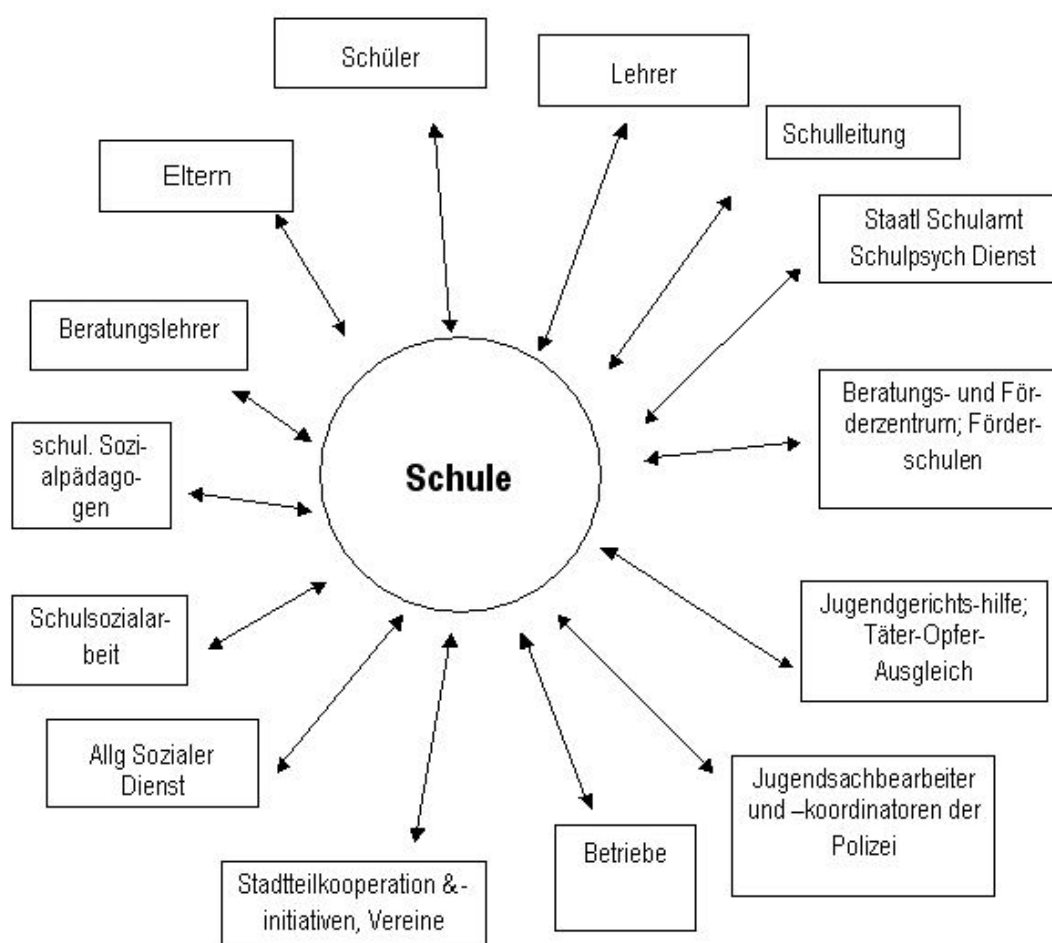 Schüler
Lehrer
Schulleitung
Eltern
Staatl Schulamt
Schulpsych Dienst
Beratungslehrer
Beratungs- und För-
derzentrum; Förder-
schulen
schul. Sozi-
alpädago-
gen
Schule
Schulsozialar-
beit
Jugendgerichts-hilfe;
Täter-Opfer-
Ausgleich
Allg Sozialer
Dienst
Jugendsachbearbeiter
und –koordinatoren der
Polizei
Betriebe
Stadtteilkooperation &-
initiativen, Vereine